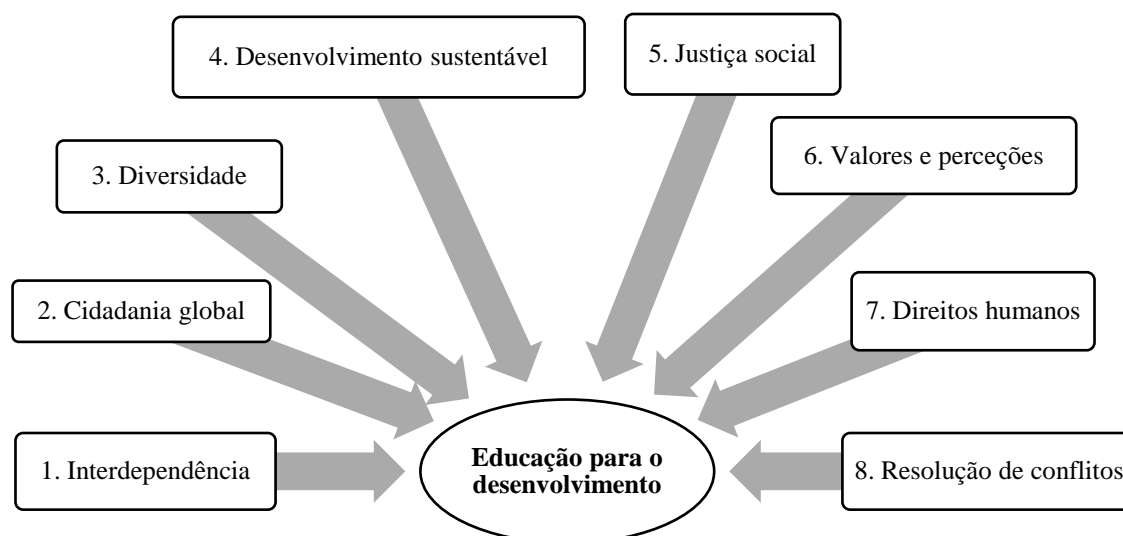 4. Desenvolvimento sustentável
5. Justiça social
6. Valores e perceções
3. Diversidade
2. Cidadania global
7. Direitos humanos
1. Interdependência
Educação para o
desenvolvimento
8. Resolução de conflitos